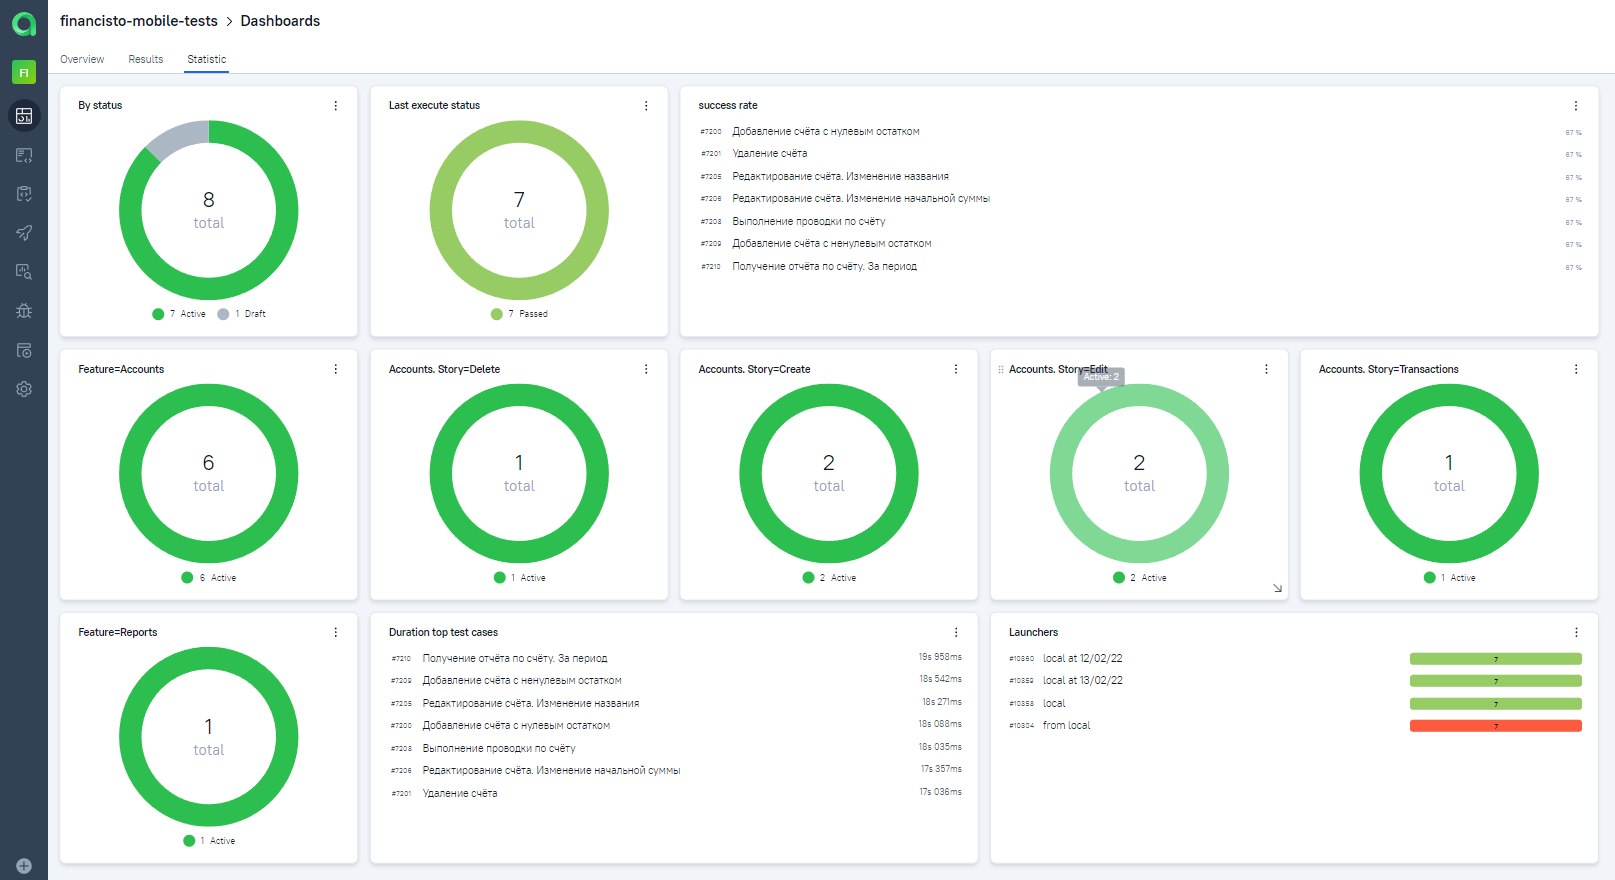 financisto-mobile-tests > Dashboards
Overview Results Statistic
FI
By status
8
total
7 Active 1 Draft
Last execute status
7
total
7 Passed
success rate
#7200 Добавление счёта с нулевым остатком 67 %
#7201 Удаление счёта 67 %
#7205 Редактирование счёта. Изменение названия 67 %
#7206 Редактирование счёта. Изменение начальной суммы 67 %
#7208 Выполнение проводки по счёту 67 %
#7209 Добавление счёта с ненулевым остатком 67 %
#7210 Получение отчёта по счёту. За период 67 %
Feature=Accounts
6
total
6 Active
Accounts. Story=Delete
1
total
1 Active
Accounts. Story=Create
2
total
2 Active
Accounts. Story=Edit
Active: 2
2
total
2 Active
Accounts. Story=Transactions
1
total
1 Active
Feature=Reports
1
total
1 Active
Duration top test cases
#7210 Получение отчёта по счёту. За период 19s 958ms
#7209 Добавление счёта с ненулевым остатком 18s 542ms
#7205 Редактирование счёта. Изменение названия 18s 271ms
#7200 Добавление счёта с нулевым остатком 18s 088ms
#7208 Выполнение проводки по счёту 18s 035ms
#7206 Редактирование счёта. Изменение начальной суммы 17s 357ms
#7201 Удаление счёта 17s 036ms
Launchers
#10360 local at 12/02/22 7
#10359 local at 13/02/22 7
#10358 local 7
#10304 from local 7